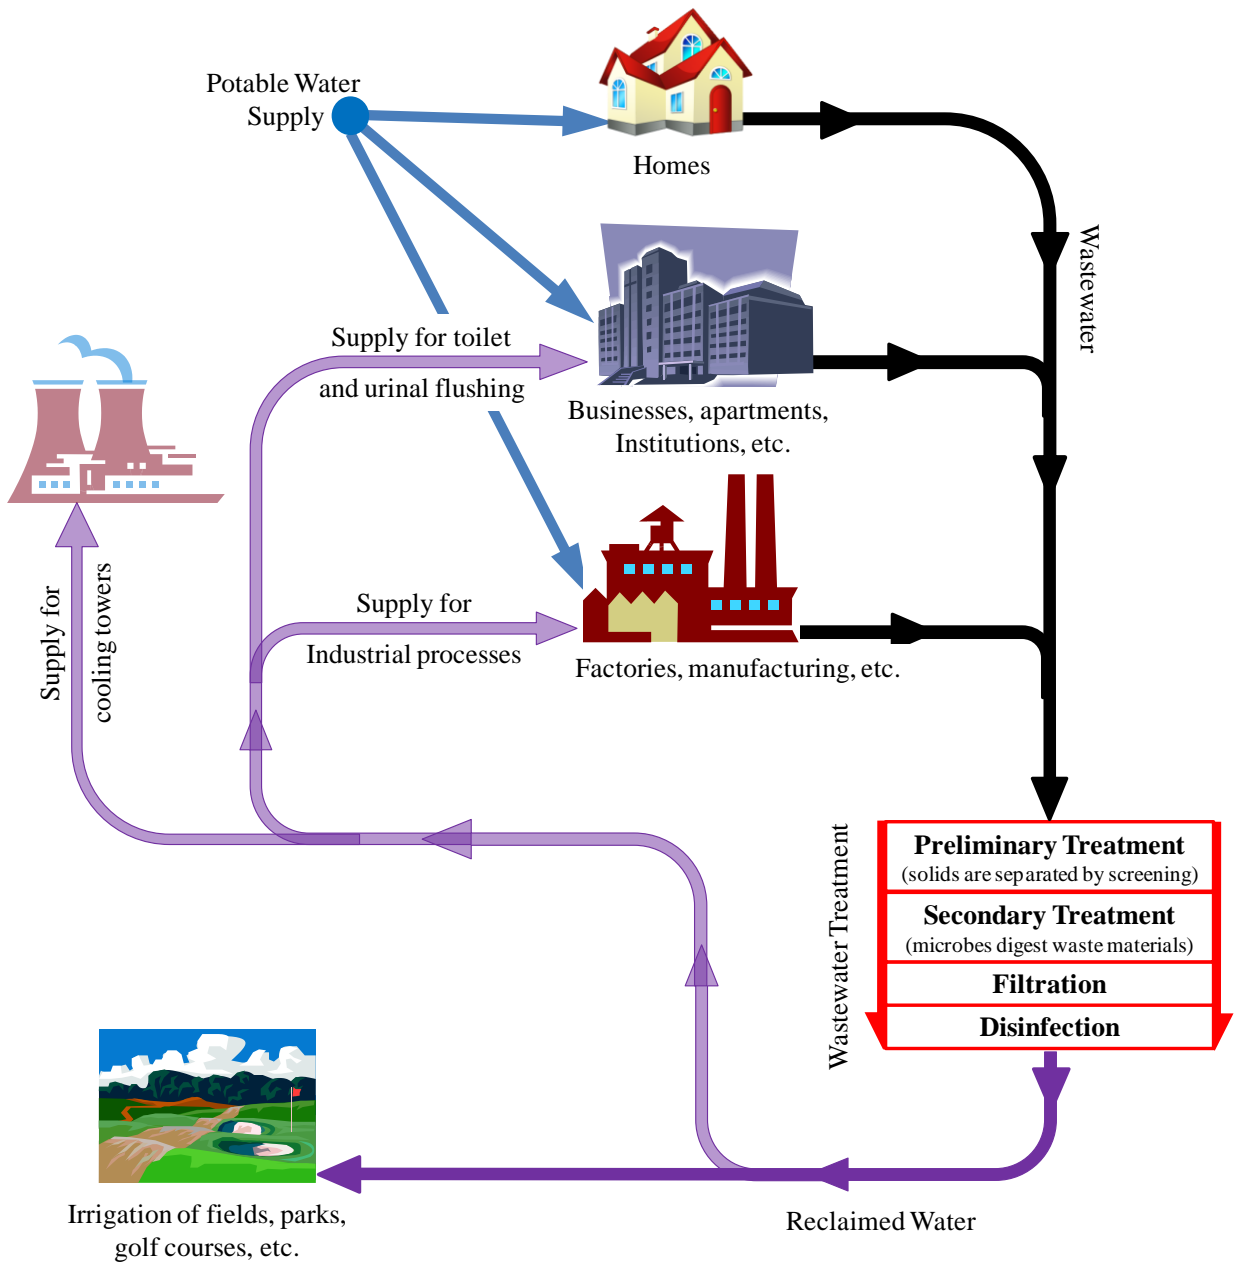 Potable Water
Supply
Homes
Wastewater
Supply for toilet
and urinal flushing
Businesses, apartments,
Institutions, etc.
Supply for
cooling towers
Supply for
Industrial processes
Factories, manufacturing, etc.
Wastewater Treatment
Preliminary Treatment
(solids are separated by screening)
Secondary Treatment
(microbes digest waste materials)
Filtration
Disinfection
Irrigation of fields, parks,
golf courses, etc.
Reclaimed Water